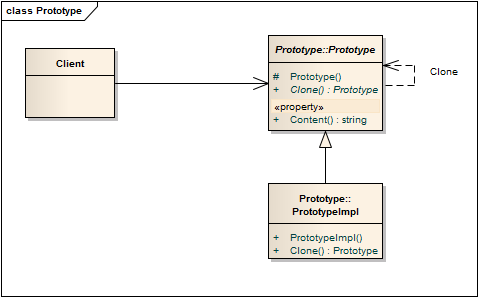 class Prototype
Client
Prototype::Prototype
# Prototype()
+ Clone() : Prototype
«property»
+ Content() : string
Clone
Prototype::
PrototypeImpl
+ PrototypeImpl()
+ Clone() : Prototype